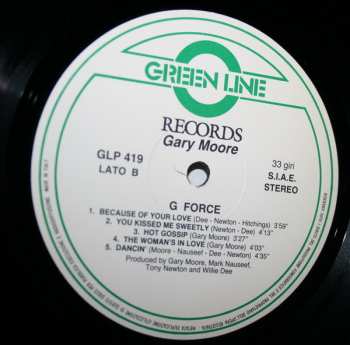 GREEN LINE
RECORDS
Gary Moore
GLP 419
LATO B
33 giri
S.I.A.E.
STEREO
G FORCE
1. BECAUSE OF YOUR LOVE (Dee - Newton - Hitchings) 3'59"
2. YOU KISSED ME SWEETLY (Newton - Dee) 4'13"
3. HOT GOSSIP (Gary Moore) 3'27"
4. THE WOMAN'S IN LOVE (Gary Moore) 4'03"
5. DANCIN' (Moore - Nauseef - Dee - Newton) 4'35"
Produced by Gary Moore, Mark Nauseef,
Tony Newton and Willie Dee
MADE IN ITALY